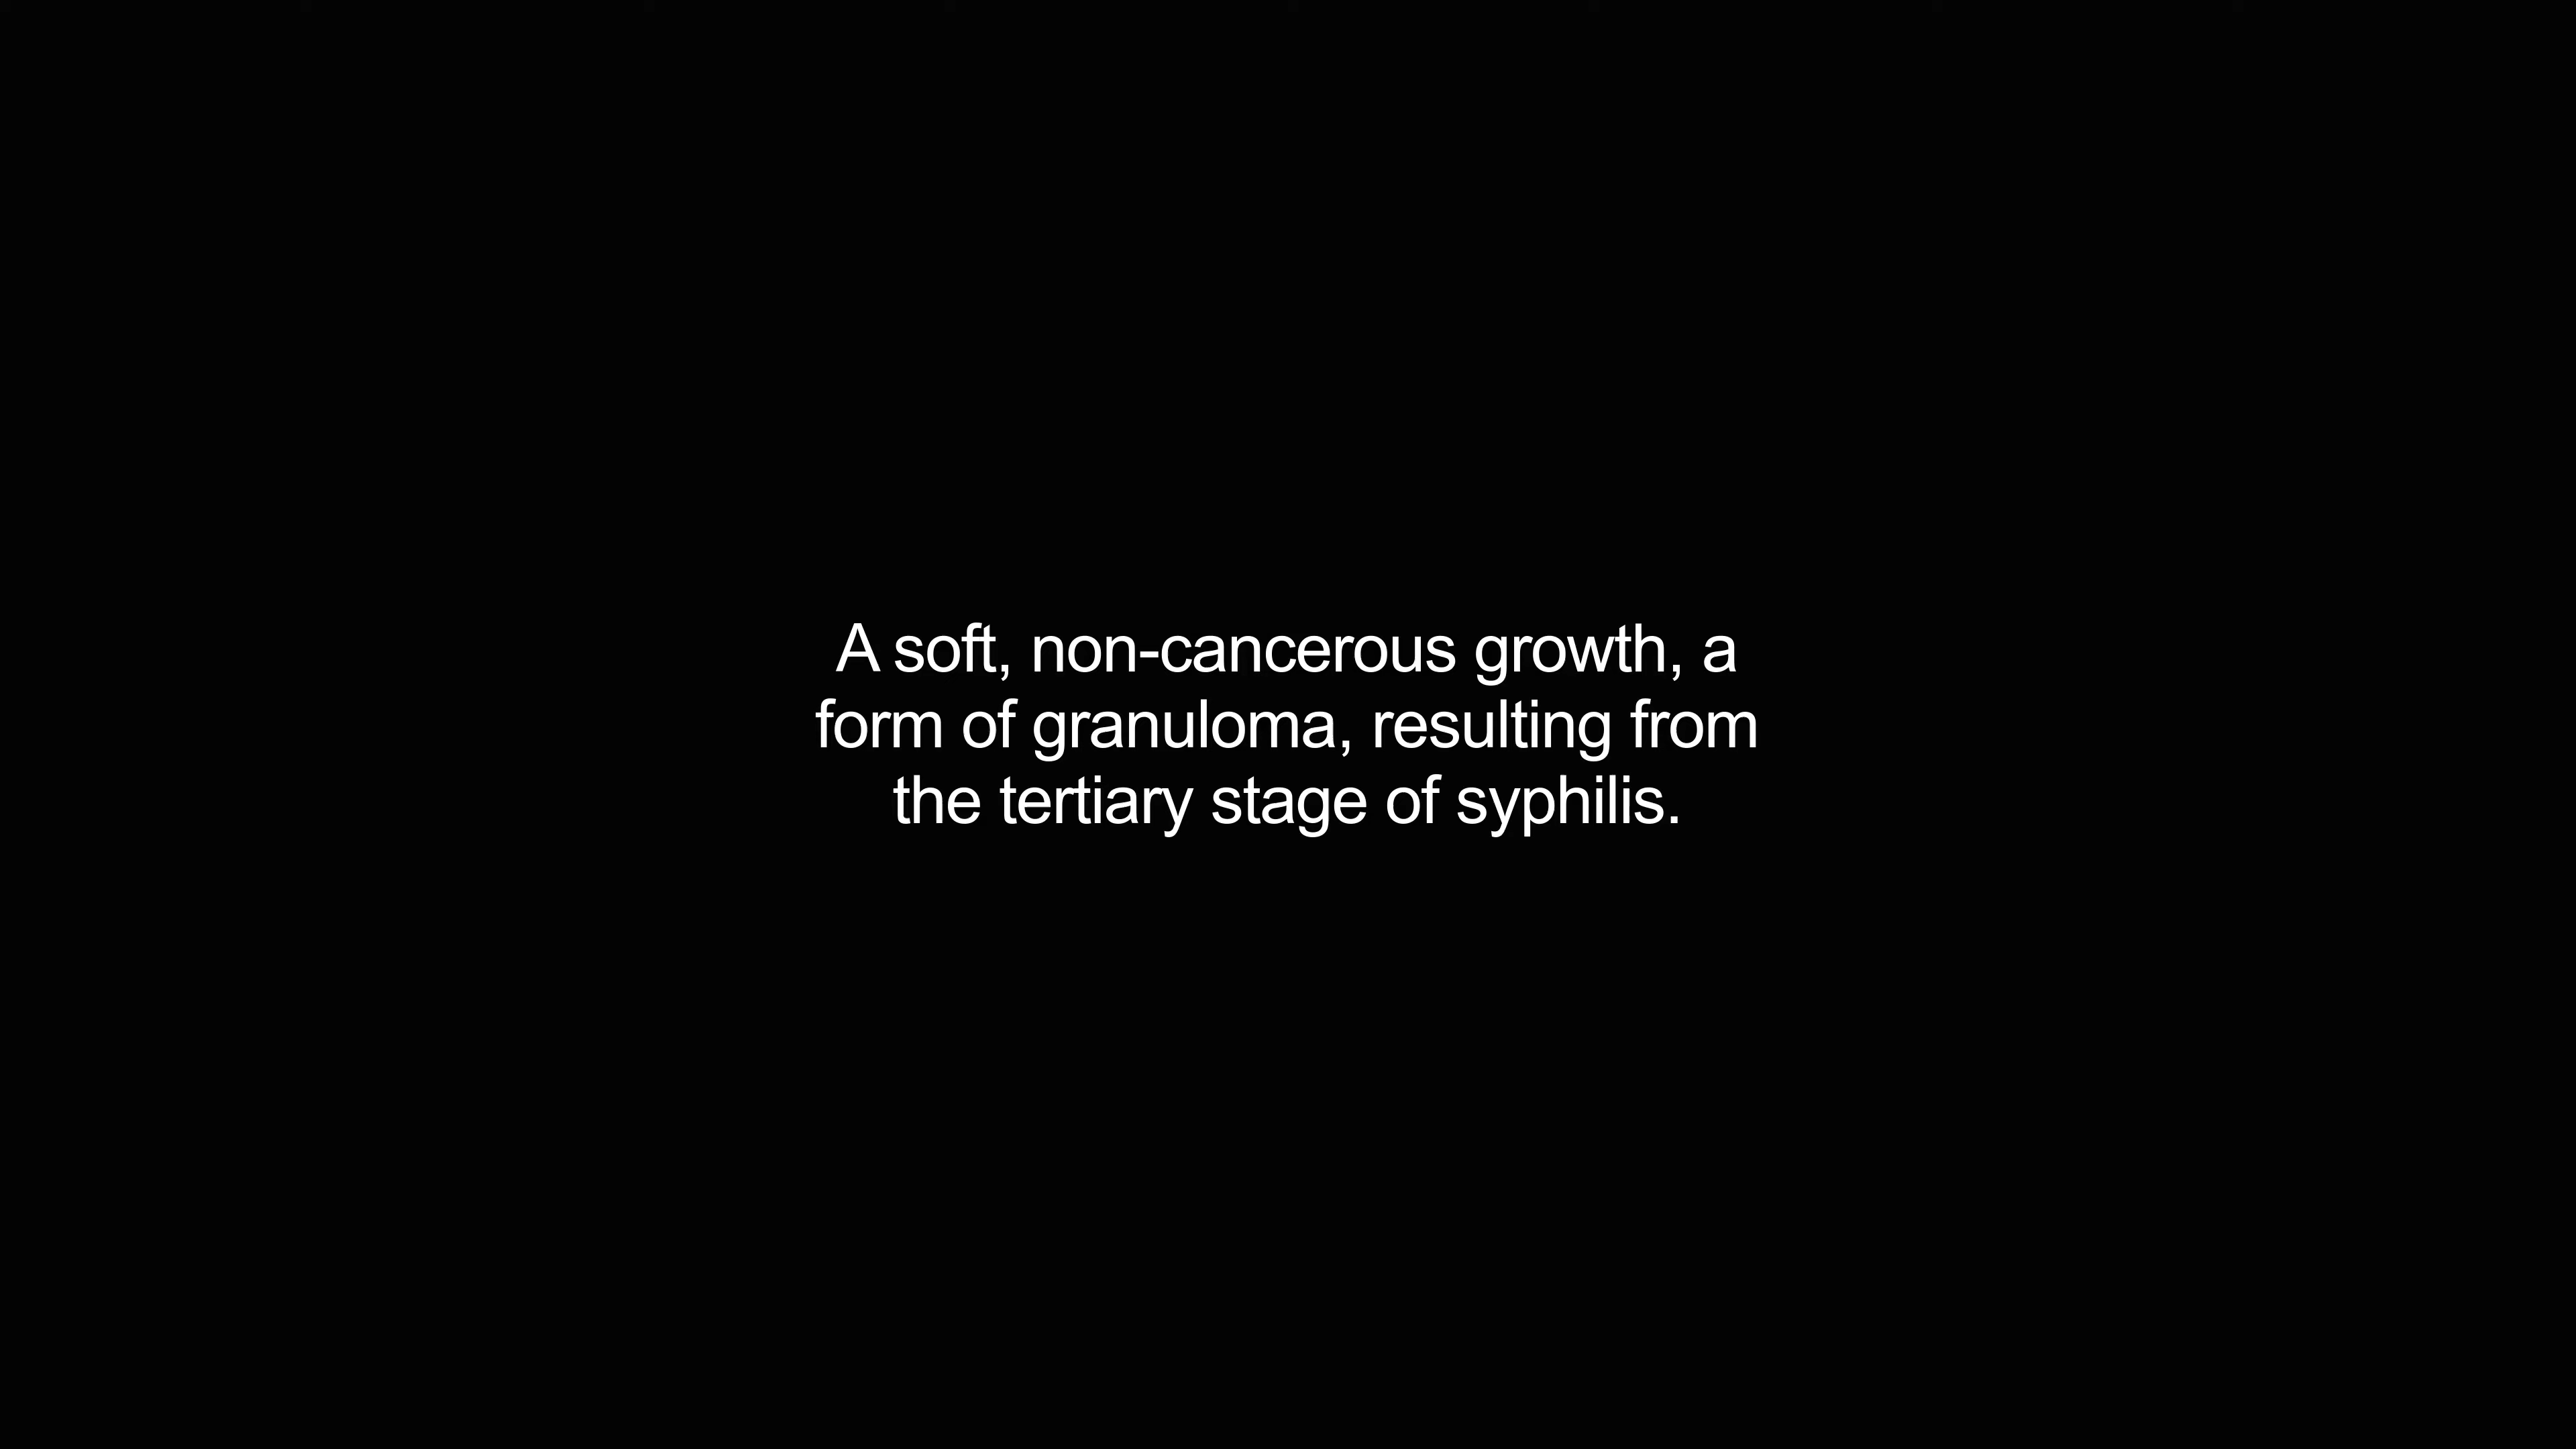 A soft, non-cancerous growth, a
form of granuloma, resulting from
the tertiary stage of syphilis.